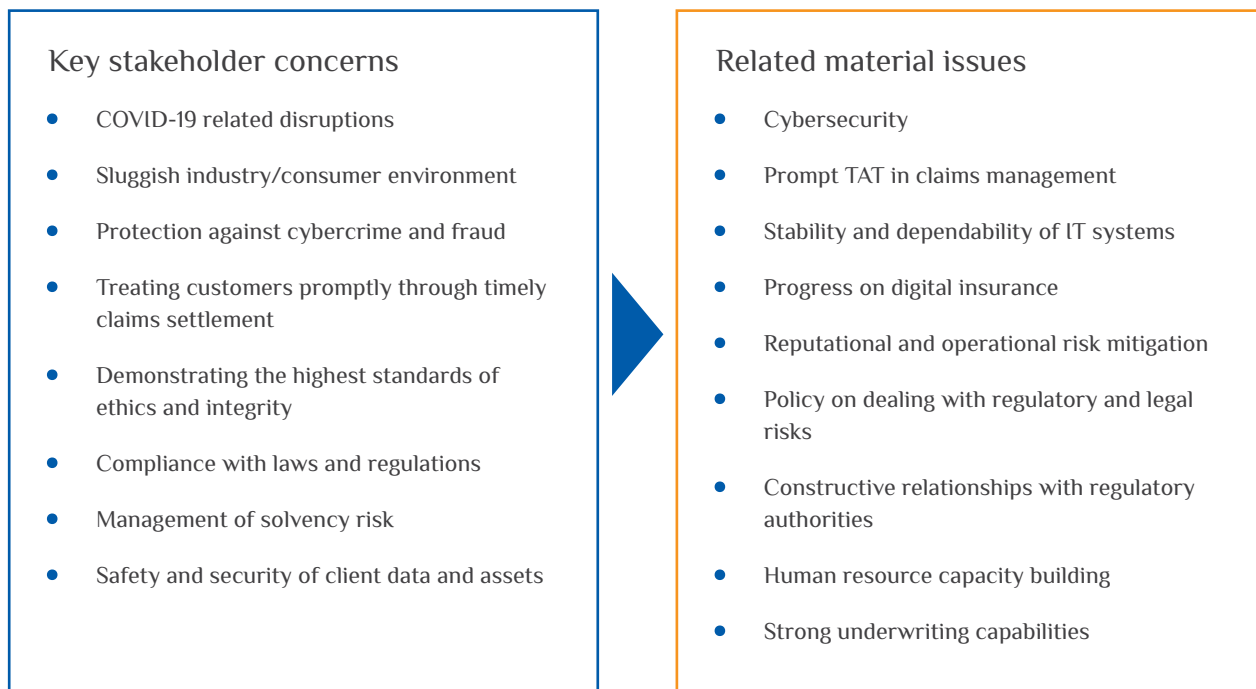 Key stakeholder concerns
• COVID-19 related disruptions
• Sluggish industry/consumer environment
• Protection against cybercrime and fraud
• Treating customers promptly through timely
claims settlement
• Demonstrating the highest standards of
ethics and integrity
• Compliance with laws and regulations
• Management of solvency risk
• Safety and security of client data and assets
Related material issues
• Cybersecurity
• Prompt TAT in claims management
• Stability and dependability of IT systems
• Progress on digital insurance
• Reputational and operational risk mitigation
• Policy on dealing with regulatory and legal
risks
• Constructive relationships with regulatory
authorities
• Human resource capacity building
• Strong underwriting capabilities